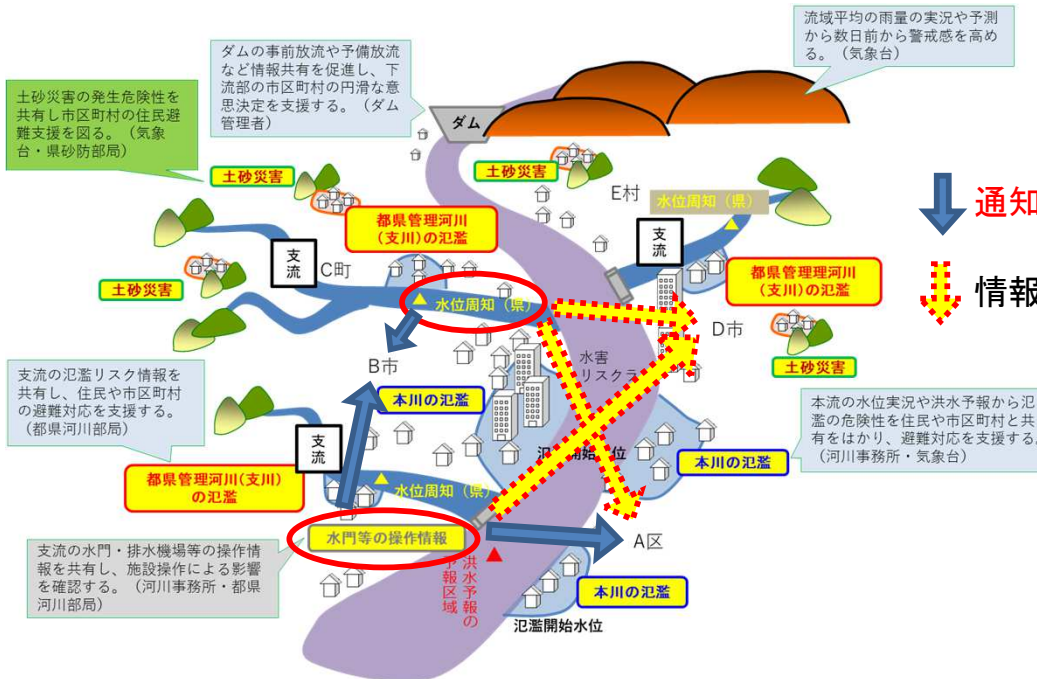 流域平均の雨量の実況や予測
から数日前から警戒感を高め
る。（気象台）
ダムの事前放流や予備放流
など情報共有を促進し、下
流部の市区町村の円滑な意
思決定を支援する。（ダム
管理者）
土砂災害の発生危険性を
共有し市区町村の住民避
難支援を図る。（気象
台・県砂防部局）
ダム
土砂災害
土砂災害
E村
水位周知（県）
通知
都県管理河川
（支川）の氾濫
支流
支流
C町
都県管理理河川
（支川）の氾濫
土砂災害
水位周知（県）
情報
D市
B市
水害
リスクラ
土砂災害
支流の氾濫リスク情報を
共有し、住民や市区町村
の避難対応を支援する。
（都県河川部局）
本川の氾濫
本流の水位実況や洪水予報から氾
濫の危険性を住民や市区町村と共
有をはかり、避難対応を支援する。
（河川事務所・気象台）
支流
位
本川の氾濫
都県管理河川(支川)
の氾濫
水位周知（県）
水門等の操作情報
A区
支流の水門・排水機場等の操作情
報を共有し、施設操作による影響
を確認する。（河川事務所・都県
河川部局）
洪水予報の
予報区域
本川の氾濫
氾濫開始水位